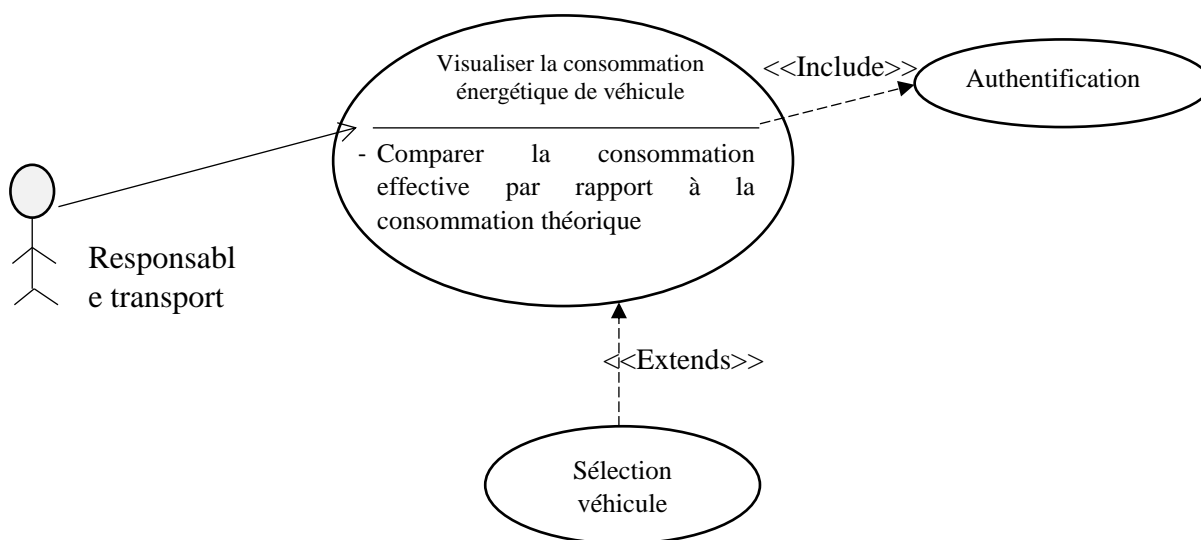 Visualiser la consommation
énergétique de véhicule
- Comparer la consommation
effective par rapport à la
consommation théorique
<<Include>>
Authentification
Responsabl
e transport
<<Extends>>
Sélection
véhicule